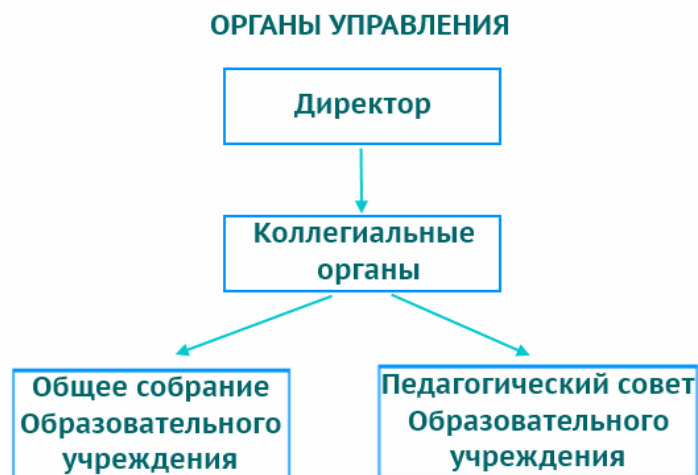 ОРГАНЫ УПРАВЛЕНИЯ
Директор
Коллегиальные
органы
Общее собрание
Образовательного
учреждения
Педагогический совет
Образовательного
учреждения